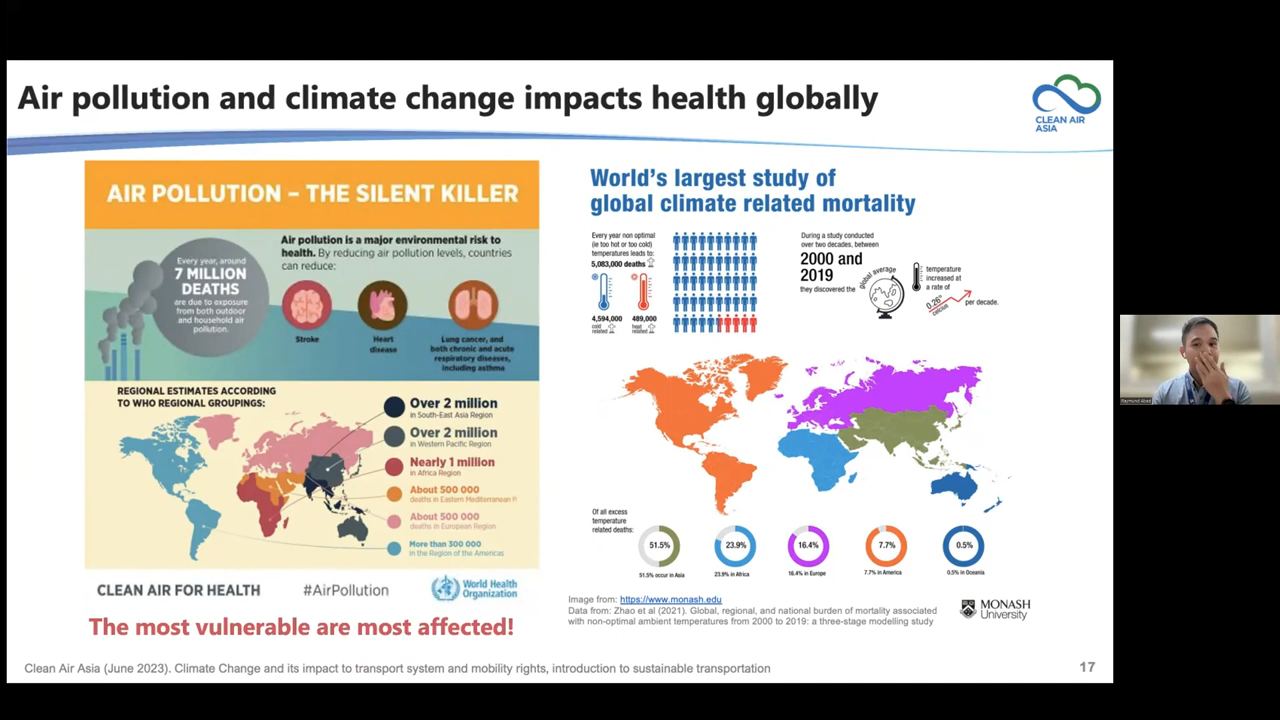 Air pollution and climate change impacts health globally
CLEAN AIR
ASIA
AIR POLLUTION – THE SILENT KILLER
Every year, around
7 MILLION
DEATHS
are due to exposure
from both outdoor
and household air
pollution.
Air pollution is a major environmental risk to
health. By reducing air pollution levels, countries
can reduce:
Stroke
Heart
disease
Lung cancer, and
both chronic and acute
respiratory diseases,
including asthma
REGIONAL ESTIMATES ACCORDING
TO WHO REGIONAL GROUPINGS:
Over 2 million
in South-East Asia Region
Over 2 million
in Western Pacific Region
Nearly 1 million
in Africa Region
About 500 000
deaths in Eastern Mediterranean
About 500 000
deaths in European Region
More than 300 000
in the Region of the Americas
CLEAN AIR FOR HEALTH
#AirPollution
World Health
Organization
The most vulnerable are most affected!
World's largest study of
global climate related mortality
Every year non optimal
(ie too hot or too cold)
temperatures leads to:
5,083,000 deaths
4,594,000
cold
related
489,000
heat
related
During a study conducted
over two decades, between
2000 and
2019
they discovered the
global average
temperature
increased at
a rate of
0.26°
celcius
per decade.
Of all excess
temperature
related deaths:
51.5%
23.9%
16.4%
7.7%
0.5%
51.5% occur in Asia
23.9% in Africa
16.4% in Europe
7.7% in America
0.5% in Oceania
Image from: https://www.monash.edu
Data from: Zhao et al (2021). Global, regional, and national burden of mortality associated
with non-optimal ambient temperatures from 2000 to 2019: a three-stage modelling study
MONASH
University
Clean Air Asia (June 2023). Climate Change and its impact to transport system and mobility rights, introduction to sustainable transportation
17
Raymund Abad